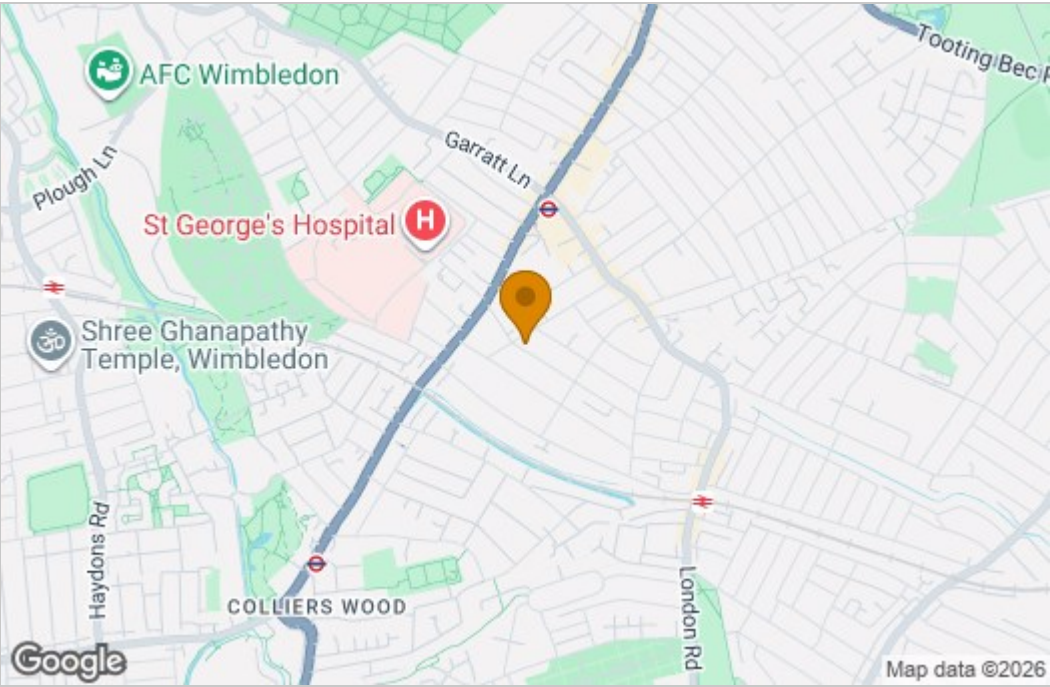 Tooting Bec R
AFC Wimbledon
Garratt Ln
Plough Ln
St George's Hospital
H
Shree Ghanapathy
Temple, Wimbledon
Haydons Rd
COLLIERS WOOD
London Rd
Google
Map data ©2026